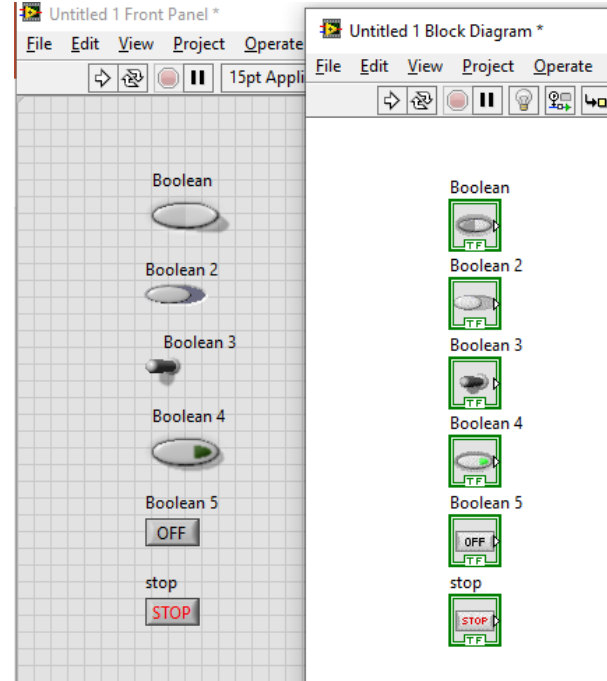 Untitled 1 Front Panel *
File Edit View Project Operate
15pt Appli
Boolean
Boolean 2
Boolean 3
Boolean 4
Boolean 5
OFF
stop
STOP
Untitled 1 Block Diagram *
File Edit View Project Operate
Boolean
TF
Boolean 2
TF
Boolean 3
TF
Boolean 4
TF
Boolean 5
OFF
TF
stop
STOP
TF